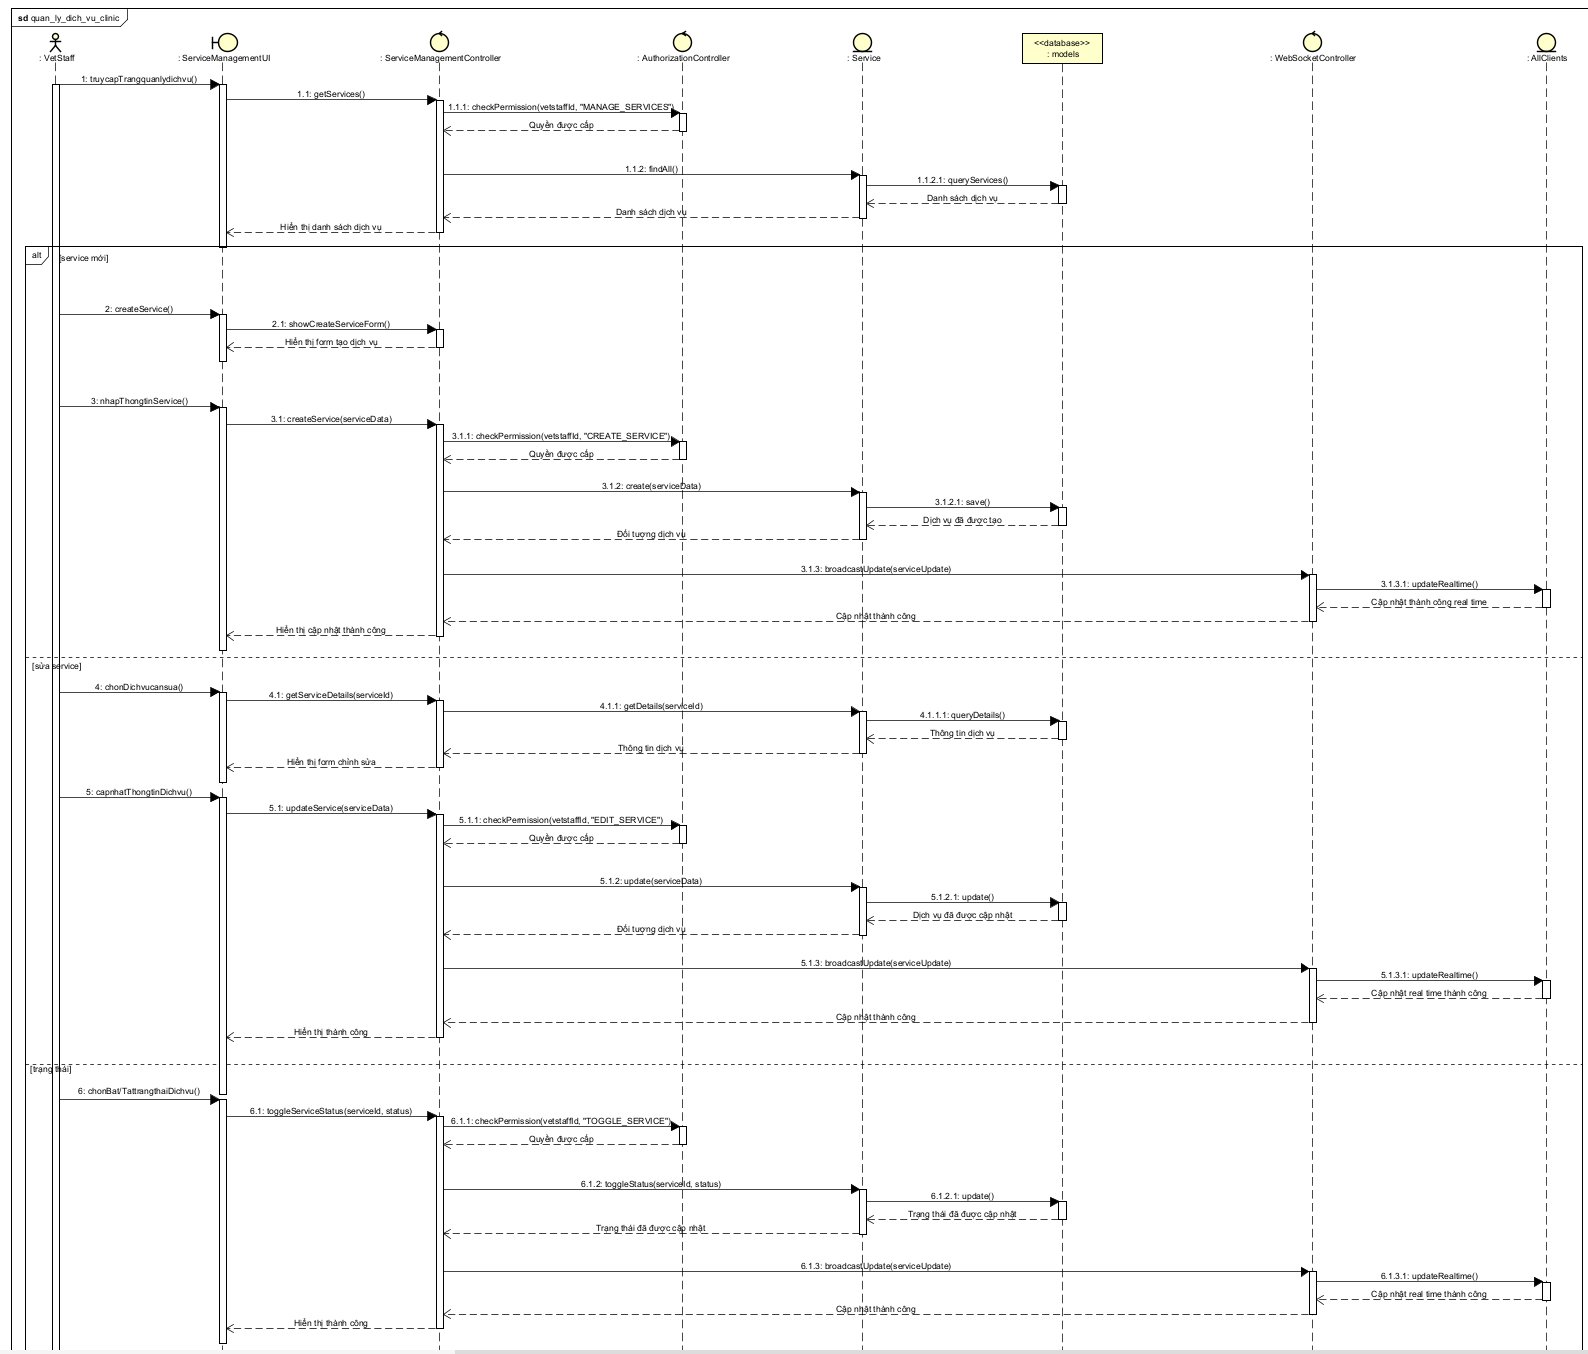 sd quan_ly_dich_vu_clinic
: VetStaff
: ServiceManagementUI
: ServiceManagementController
: AuthorizationController
: Service
<<database>>
: models
: WebSocketController
: AllClients
1: truycapTrangquanlydichvu()
1.1: getServices()
1.1.1: checkPermission(vetstaffId, "MANAGE_SERVICES")
Quyền được cấp
1.1.2: findAll()
1.1.2.1: queryServices()
Danh sách dịch vụ
Danh sách dịch vụ
Hiển thị danh sách dịch vụ
alt
[service mới]
2: createService()
2.1: showCreateServiceForm()
Hiển thị form tạo dịch vụ
3: nhapThongtinService()
3.1: createService(serviceData)
3.1.1: checkPermission(vetstaffId, "CREATE_SERVICE")
Quyền được cấp
3.1.2: create(serviceData)
3.1.2.1: save()
Dịch vụ đã được tạo
Đối tượng dịch vụ
3.1.3: broadcastUpdate(serviceUpdate)
3.1.3.1: updateRealtime()
Cập nhật thành công real time
Cập nhật thành công
Hiển thị cập nhật thành công
[sửa service]
4: chonDichvucansua()
4.1: getServiceDetails(serviceId)
4.1.1: getDetails(serviceId)
4.1.1.1: queryDetails()
Thông tin dịch vụ
Thông tin dịch vụ
Hiển thị form chỉnh sửa
5: capnhatThongtinDichvu()
5.1: updateService(serviceData)
5.1.1: checkPermission(vetstaffId, "EDIT_SERVICE")
Quyền được cấp
5.1.2: update(serviceData)
5.1.2.1: update()
Dịch vụ đã được cập nhật
Đối tượng dịch vụ
5.1.3: broadcastUpdate(serviceUpdate)
5.1.3.1: updateRealtime()
Cập nhật real time thành công
Cập nhật thành công
Hiển thị thành công
[trạng thái]
6: chonBat/TattrangthaiDichvu()
6.1: toggleServiceStatus(serviceId, status)
6.1.1: checkPermission(vetstaffId, "TOGGLE_SERVICE")
Quyền được cấp
6.1.2: toggleStatus(serviceId, status)
6.1.2.1: update()
Trạng thái đã được cập nhật
Trạng thái đã được cập nhật
6.1.3: broadcastUpdate(serviceUpdate)
6.1.3.1: updateRealtime()
Cập nhật real time thành công
Cập nhật thành công
Hiển thị thành công